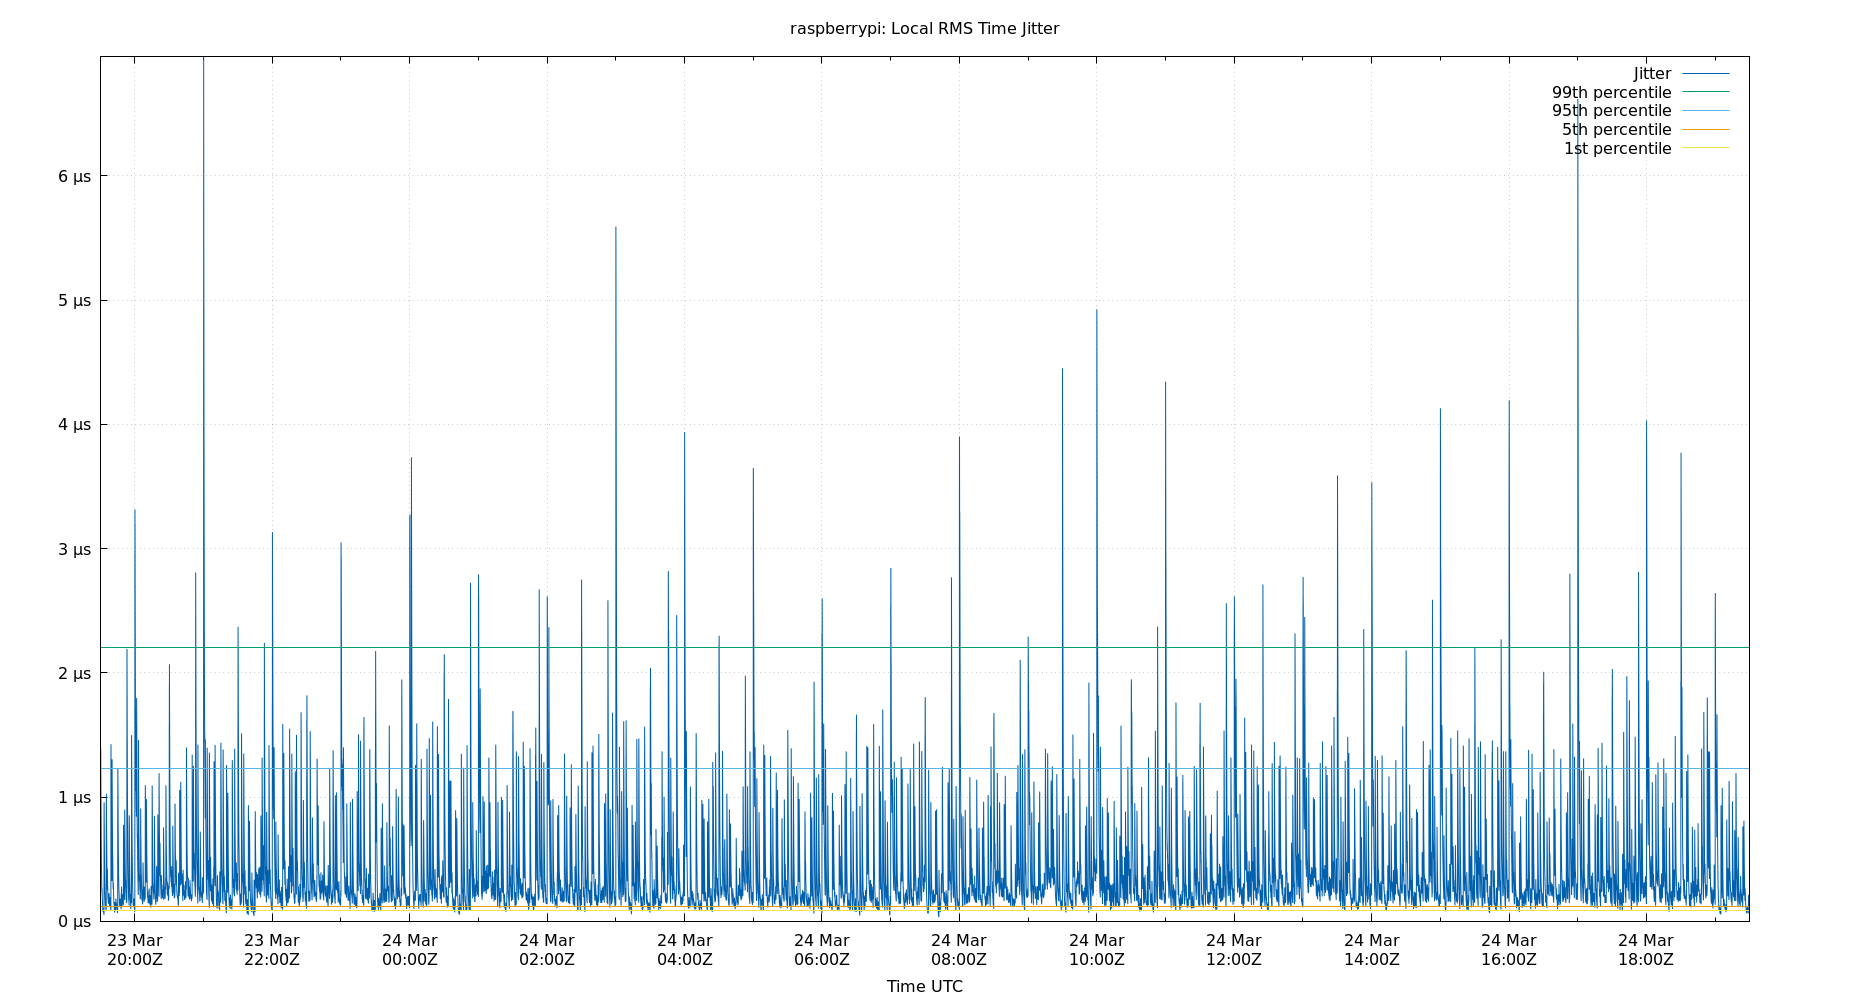 raspberrypi: Local RMS Time Jitter
Jitter
99th percentile
95th percentile
5th percentile
1st percentile
6 µs
5 µs
4 µs
3 µs
2 µs
1 µs
0 µs
23 Mar 23 Mar 24 Mar 24 Mar 24 Mar 24 Mar 24 Mar 24 Mar 24 Mar 24 Mar 24 Mar 24 Mar
20:00Z 22:00Z 00:00Z 02:00Z 04:00Z 06:00Z 08:00Z 10:00Z 12:00Z 14:00Z 16:00Z 18:00Z
Time UTC